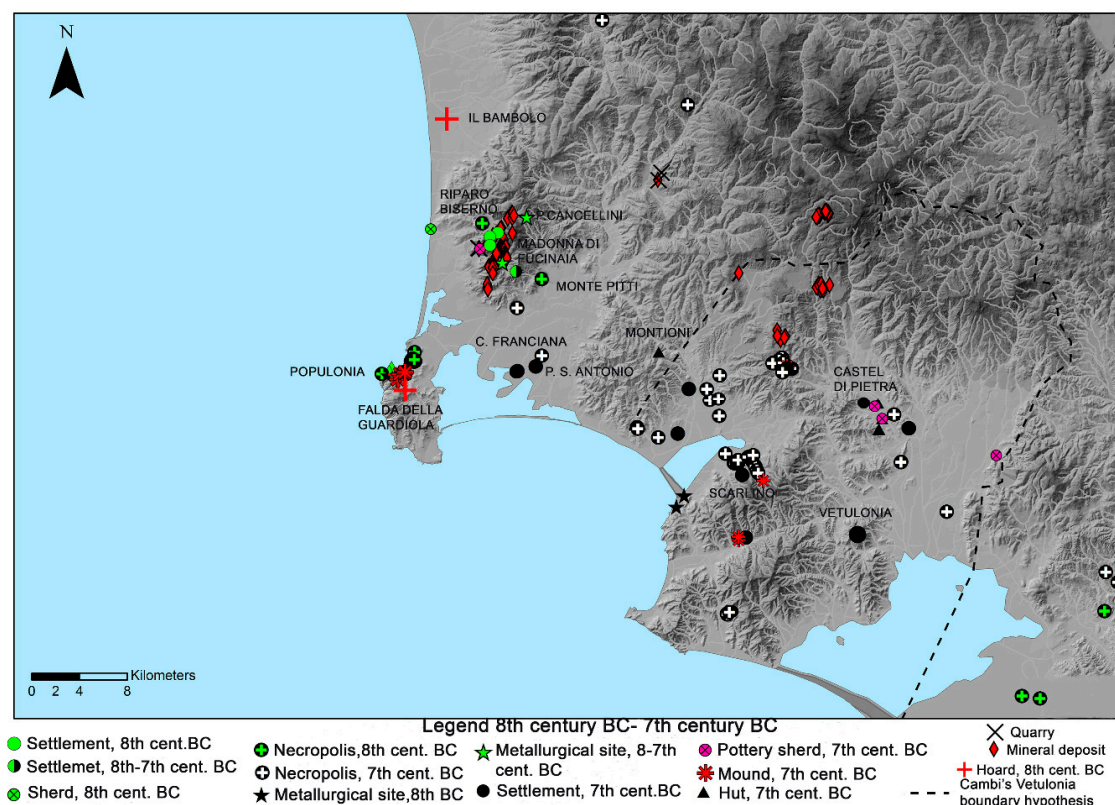 N
IL BAMBOLO
RIPARO
BISERNO
P.CANCELLINI
MADONNA DI
FUCINAIA
MONTE PITTI
MONTIONI
C. FRANCIANA
P. S. ANTONIO
POPULONIA
CASTEL
DI PIETRA
FALDA DELLA
GUARDIOLA
SCARLINO
VETULONIA
Kilometers
0 2 4 8
Legend 8th century BC- 7th century BC
Settlement, 8th cent.BC
Settlemet, 8th-7th cent. BC
Sherd, 8th cent. BC
Necropolis,8th cent. BC
Necropolis, 7th cent. BC
Metallurgical site,8th BC
Metallurgical site, 8-7th
cent. BC
Settlement, 7th cent.BC
Pottery sherd, 7th cent. BC
Mound, 7th cent. BC
Hut, 7th cent. BC
Quarry
Mineral deposit
Hoard, 8th cent. BC
Cambi's Vetulonia
boundary hypothesis